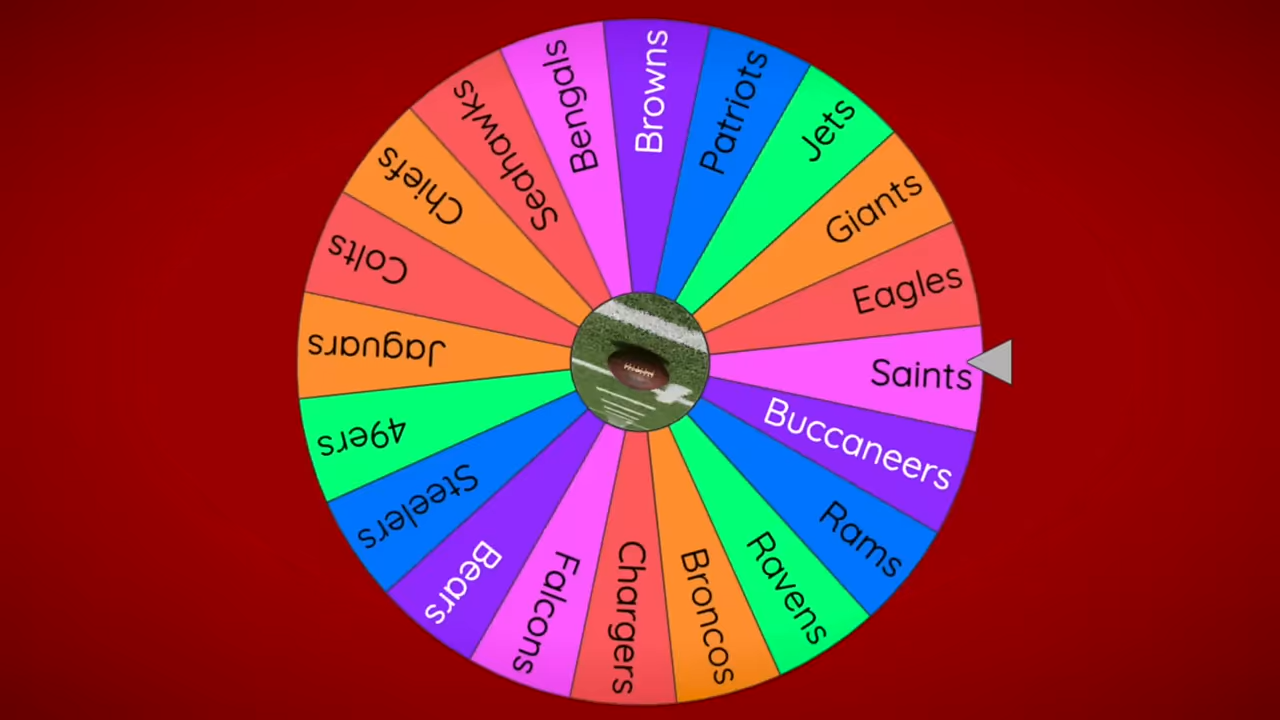 Browns
Patriots
Jets
Giants
Eagles
Saints
Buccaneers
Rams
Ravens
Broncos
Chargers
Falcons
Bears
Steelers
49ers
Jaguars
Colts
Chiefs
Seahawks
Bengals